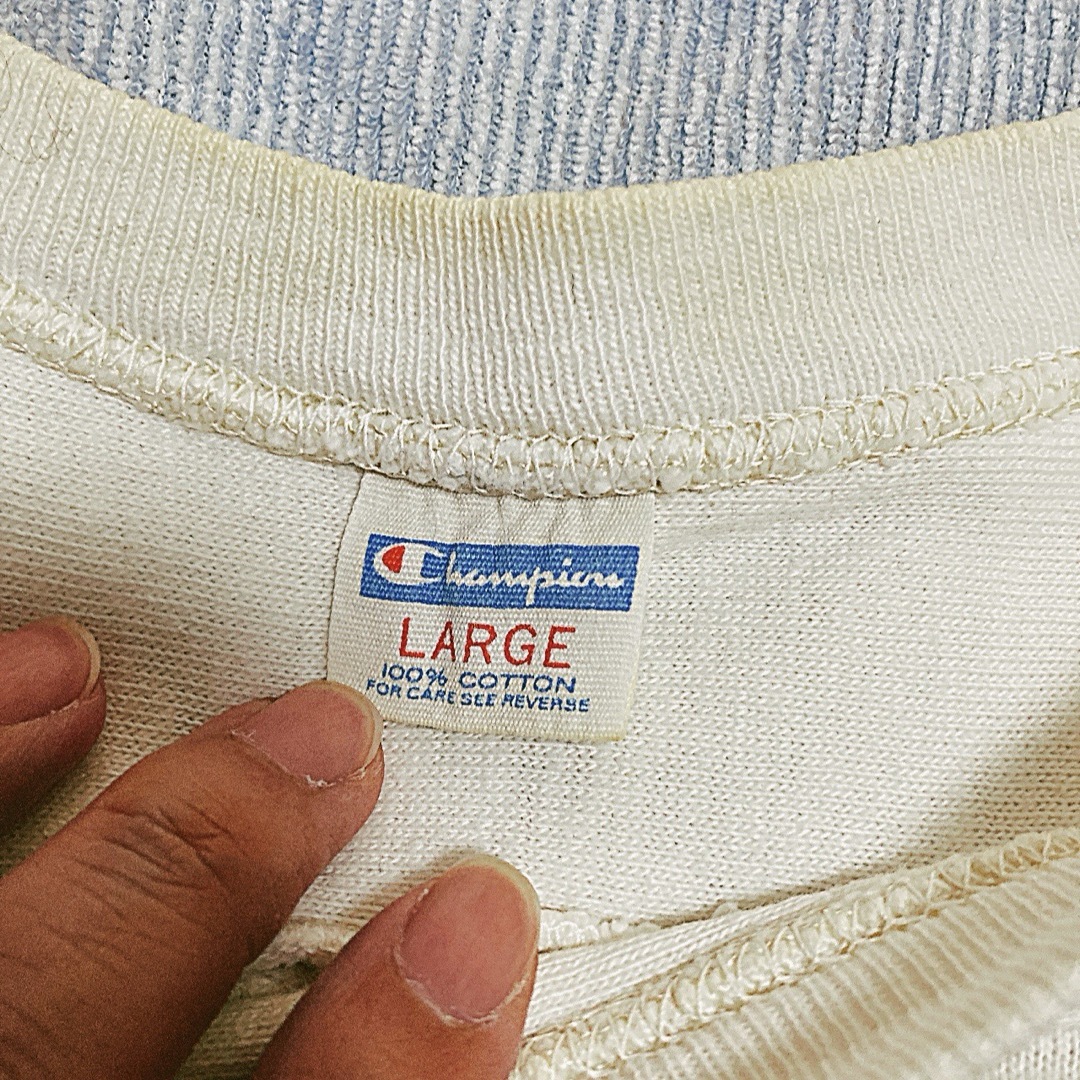 Champion
LARGE
100% COTTON
FOR CARE SEE REVERSE